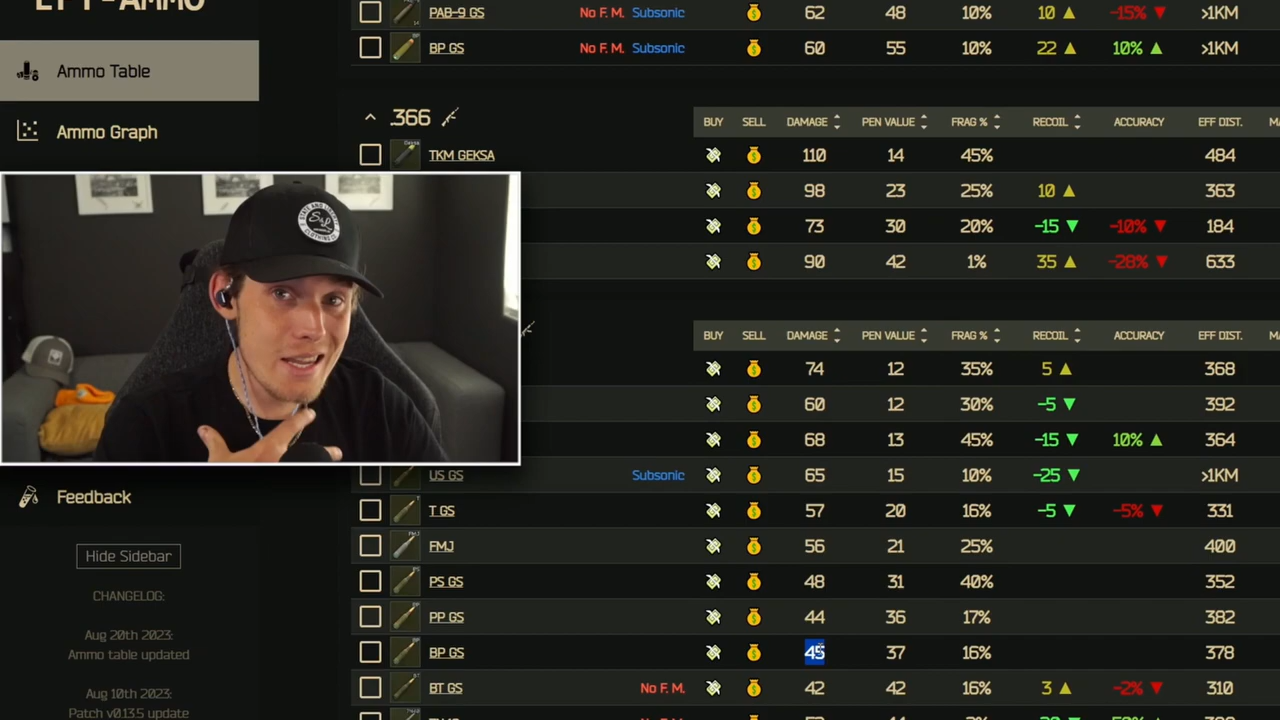 EFT-AMMO
Ammo Table
Ammo Graph
Feedback
Hide Sidebar
CHANGELOG:
Aug 20th 2023:
Ammo table updated
Aug 10th 2023:
Patch v0.13.5 update
PAB-9 GS No F. M. Subsonic 62 48 10% 10 ▲ -15% ▼ >1KM
BP GS No F. M. Subsonic 60 55 10% 22 ▲ 10% ▲ >1KM
.366 BUY SELL DAMAGE PEN VALUE FRAG % RECOIL ACCURACY EFF DIST.
TKM GEKSA 110 14 45% 484
98 23 25% 10 ▲ 363
73 30 20% -15 ▼ -10% ▼ 184
90 42 1% 35 ▲ -28% ▼ 633
BUY SELL DAMAGE PEN VALUE FRAG % RECOIL ACCURACY EFF DIST.
74 12 35% 5 ▲ 368
60 12 30% -5 ▼ 392
68 13 45% -15 ▼ 10% ▲ 364
US GS Subsonic 65 15 10% -25 ▼ >1KM
T GS 57 20 16% -5 ▼ -5% ▼ 331
FMJ 56 21 25% 400
PS GS 48 31 40% 352
PP GS 44 36 17% 382
BP GS 45 37 16% 378
BT GS No F. M. 42 42 16% 3 ▲ -2% ▼ 310